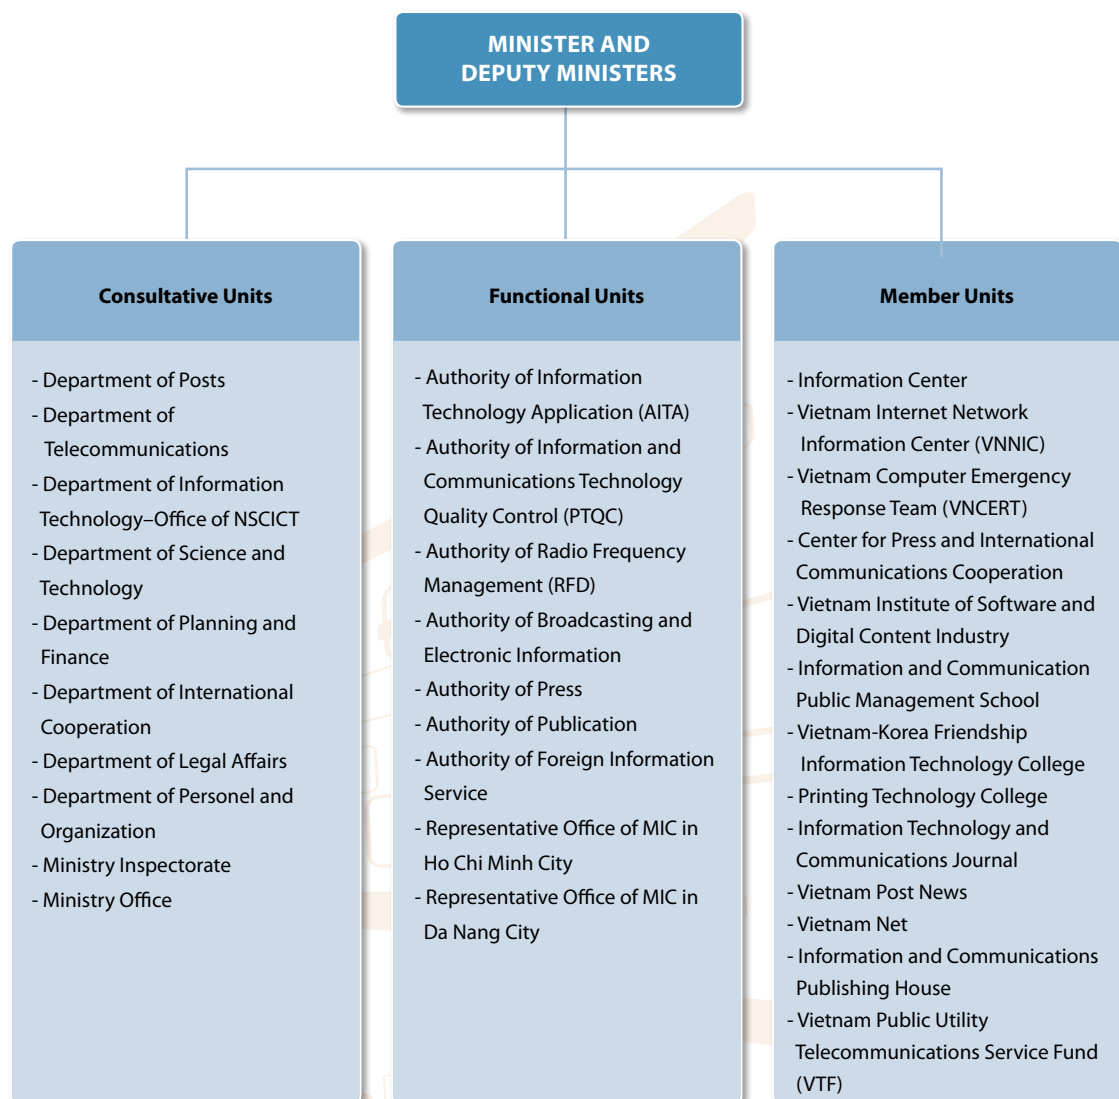 MINISTER AND
DEPUTY MINISTERS
Consultative Units
- Department of Posts
- Department of
Telecommunications
- Department of Information
Technology–Office of NSCICT
- Department of Science and
Technology
- Department of Planning and
Finance
- Department of International
Cooperation
- Department of Legal Affairs
- Department of Personel and
Organization
- Ministry Inspectorate
- Ministry Office
Functional Units
- Authority of Information
Technology Application (AITA)
- Authority of Information and
Communications Technology
Quality Control (PTQC)
- Authority of Radio Frequency
Management (RFD)
- Authority of Broadcasting and
Electronic Information
- Authority of Press
- Authority of Publication
- Authority of Foreign Information
Service
- Representative Office of MIC in
Ho Chi Minh City
- Representative Office of MIC in
Da Nang City
Member Units
- Information Center
- Vietnam Internet Network
Information Center (VNNIC)
- Vietnam Computer Emergency
Response Team (VNCERT)
- Center for Press and International
Communications Cooperation
- Vietnam Institute of Software and
Digital Content Industry
- Information and Communication
Public Management School
- Vietnam-Korea Friendship
Information Technology College
- Printing Technology College
- Information Technology and
Communications Journal
- Vietnam Post News
- Vietnam Net
- Information and Communications
Publishing House
- Vietnam Public Utility
Telecommunications Service Fund
(VTF)